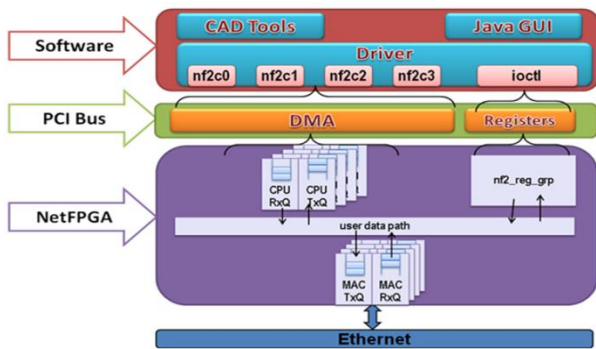 CAD Tools
Java GUI
Software
Driver
nf2c0
nf2c1
nf2c2
nf2c3
ioctl
PCI Bus
DMA
Registers
NetFPGA
CPU
RxQ
CPU
TxQ
nf2_reg_grp
user data path
MAC
TxQ
MAC
RxQ
Ethernet